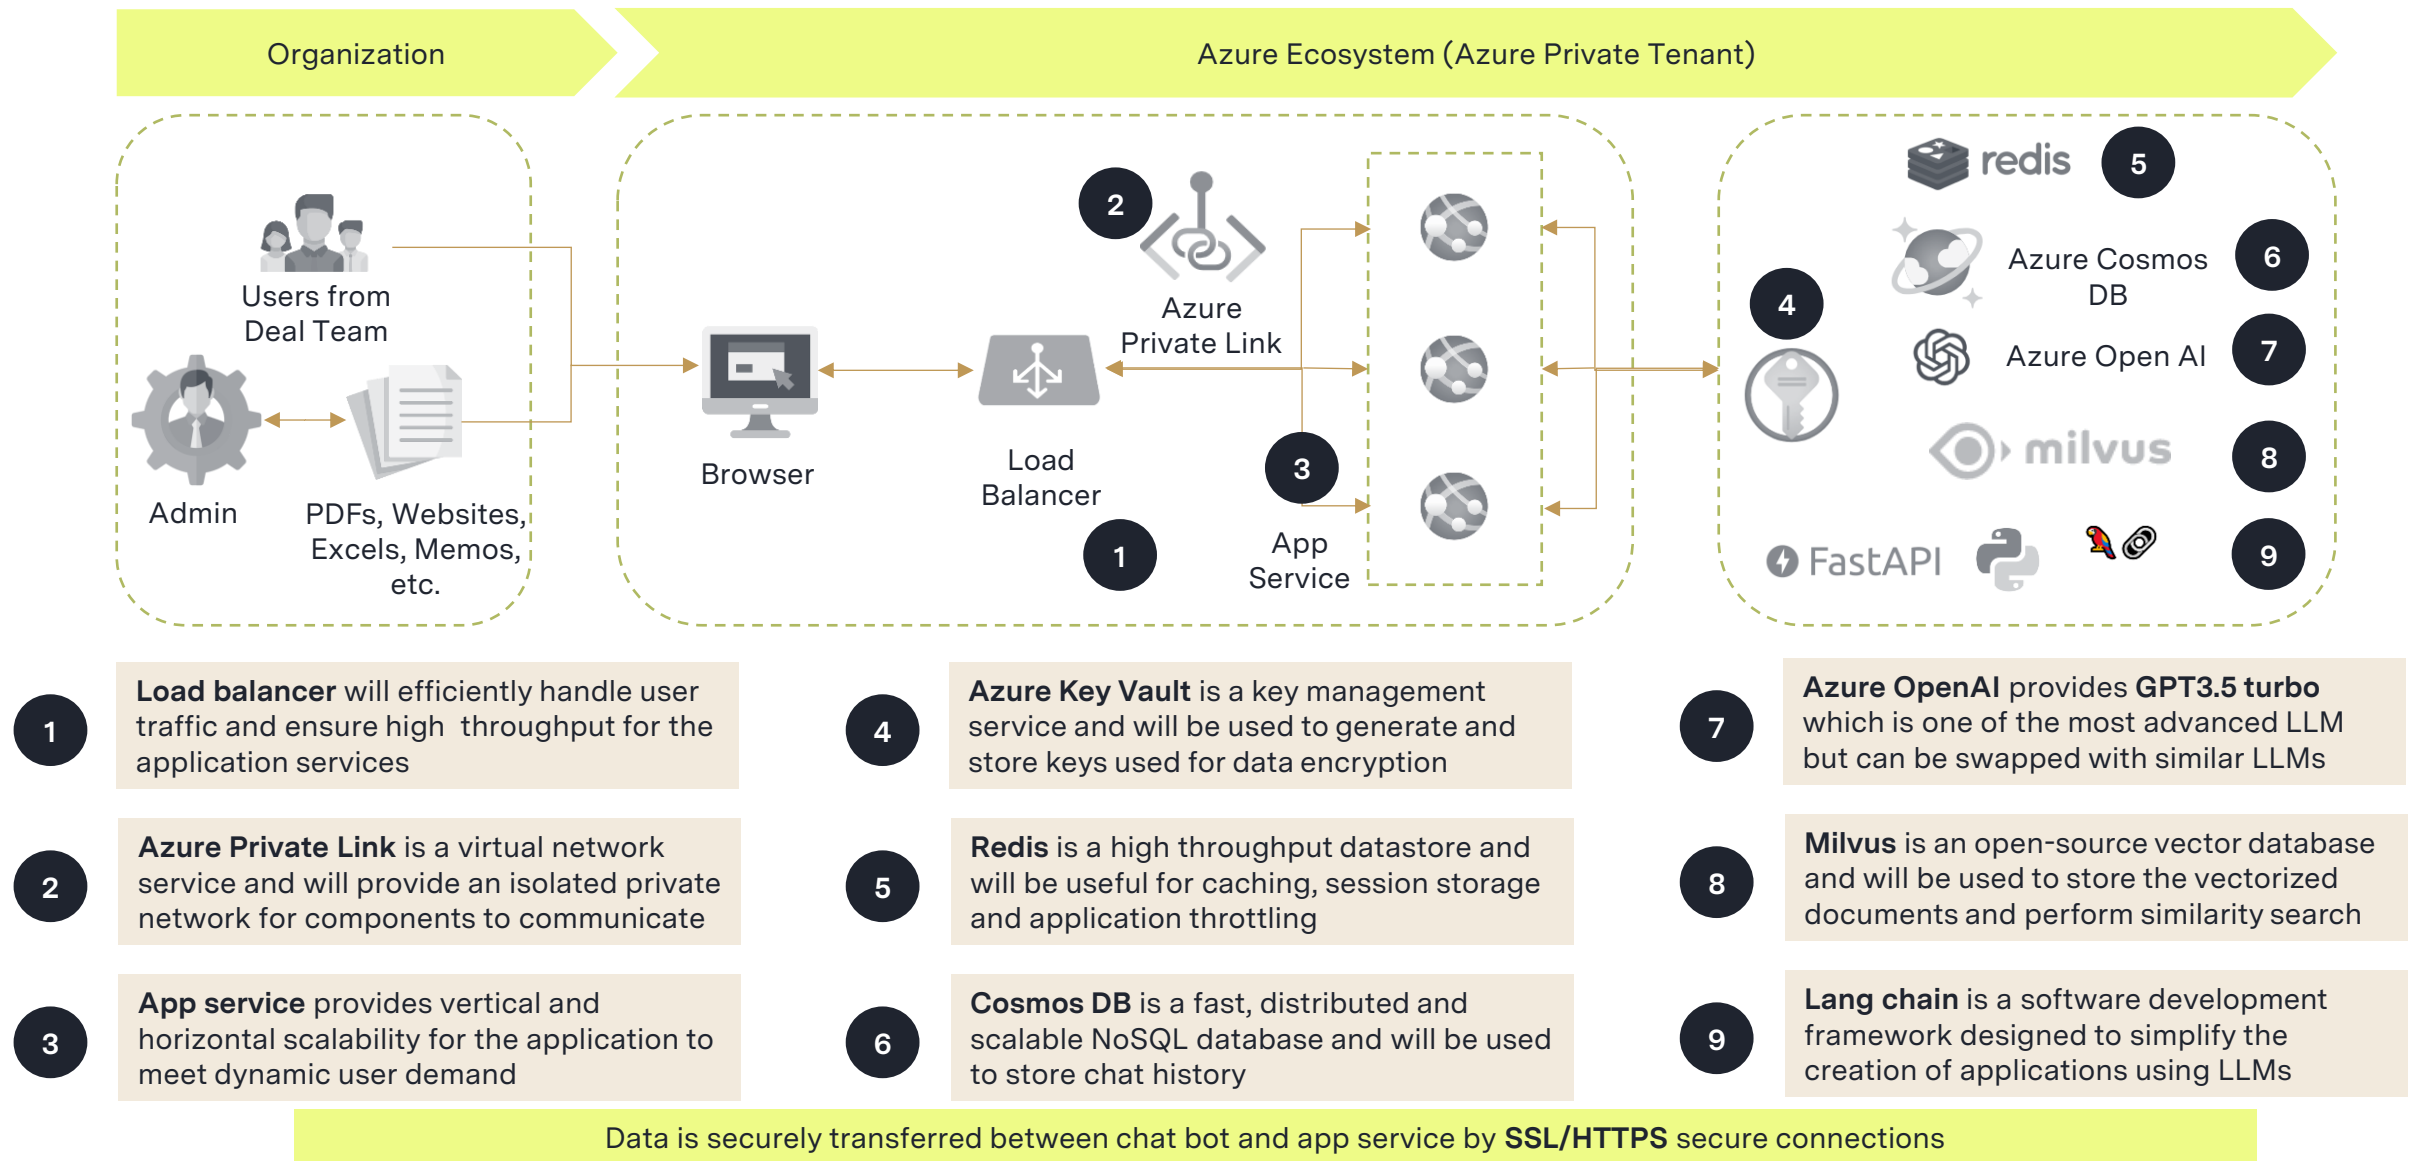 Organization
Azure Ecosystem (Azure Private Tenant)
Users from
Deal Team
Admin
PDFs, Websites,
Excels, Memos,
etc.
Browser
Load
Balancer
1
2
Azure
Private Link
3
App
Service
4
redis
5
Azure Cosmos
DB
6
Azure Open AI
7
milvus
8
FastAPI
9
1
Load balancer will efficiently handle user
traffic and ensure high  throughput for the
application services
2
Azure Private Link is a virtual network
service and will provide an isolated private
network for components to communicate
3
App service provides vertical and
horizontal scalability for the application to
meet dynamic user demand
4
Azure Key Vault is a key management
service and will be used to generate and
store keys used for data encryption
5
Redis is a high throughput datastore and
will be useful for caching, session storage
and application throttling
6
Cosmos DB is a fast, distributed and
scalable NoSQL database and will be used
to store chat history
7
Azure OpenAI provides GPT3.5 turbo
which is one of the most advanced LLM
but can be swapped with similar LLMs
8
Milvus is an open-source vector database
and will be used to store the vectorized
documents and perform similarity search
9
Lang chain is a software development
framework designed to simplify the
creation of applications using LLMs
Data is securely transferred between chat bot and app service by SSL/HTTPS secure connections